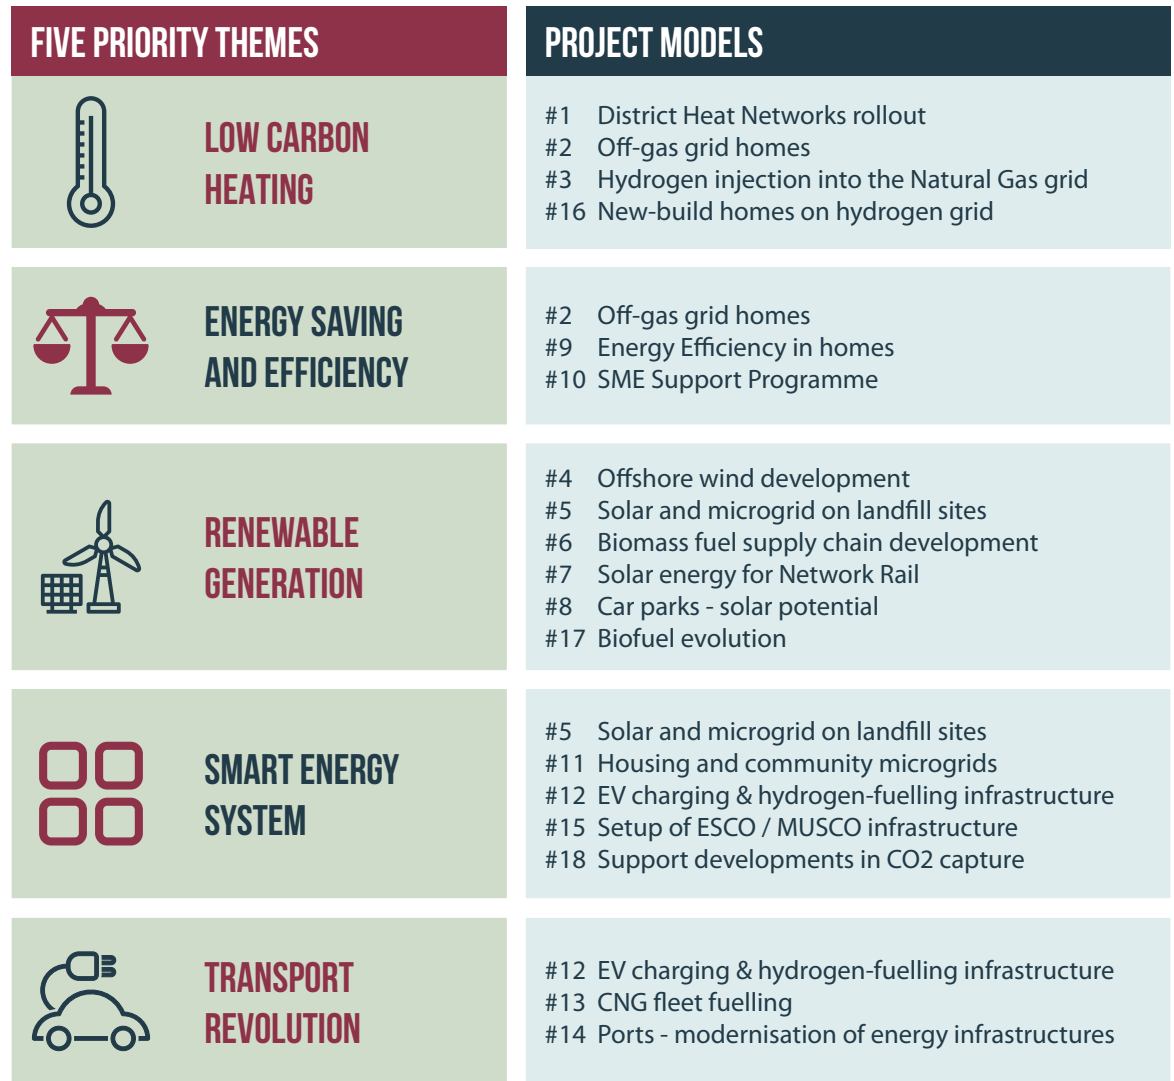 FIVE PRIORITY THEMES
PROJECT MODELS
LOW CARBON
HEATING
#1 District Heat Networks rollout
#2 Off-gas grid homes
#3 Hydrogen injection into the Natural Gas grid
#16 New-build homes on hydrogen grid
ENERGY SAVING
AND EFFICIENCY
#2 Off-gas grid homes
#9 Energy Efficiency in homes
#10 SME Support Programme
RENEWABLE
GENERATION
#4 Offshore wind development
#5 Solar and microgrid on landfill sites
#6 Biomass fuel supply chain development
#7 Solar energy for Network Rail
#8 Car parks - solar potential
#17 Biofuel evolution
SMART ENERGY
SYSTEM
#5 Solar and microgrid on landfill sites
#11 Housing and community microgrids
#12 EV charging & hydrogen-fuelling infrastructure
#15 Setup of ESCO / MUSCO infrastructure
#18 Support developments in CO2 capture
TRANSPORT
REVOLUTION
#12 EV charging & hydrogen-fuelling infrastructure
#13 CNG fleet fuelling
#14 Ports - modernisation of energy infrastructures